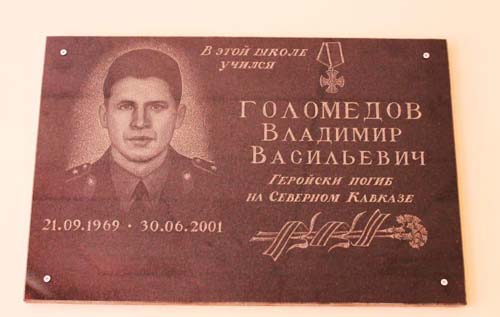 В этой школе
учился
Голомедов
Владимир
Васильевич
Геройски погиб
на Северном Кавказе
21.09.1969 · 30.06.2001